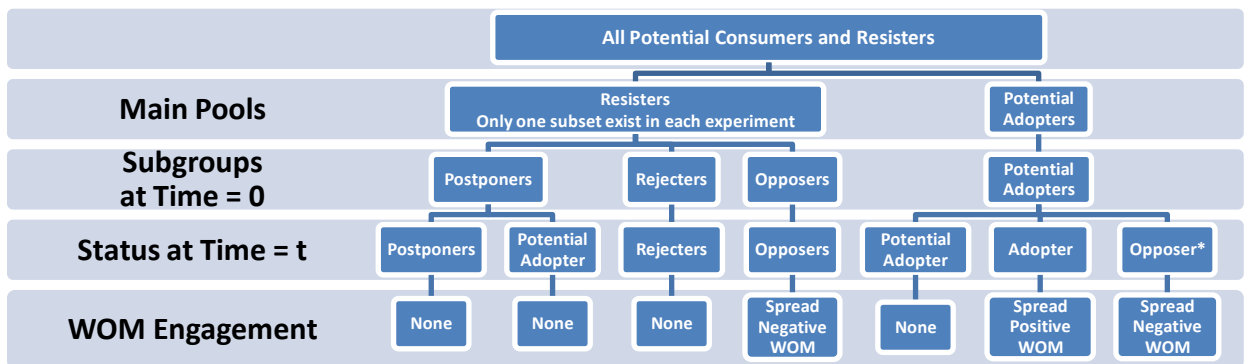 All Potential Consumers and Resisters
Main Pools
Resisters
Only one subset exist in each experiment
Potential
Adopters
Subgroups
at Time = 0
Postponers
Rejecters
Opposers
Potential
Adopters
Status at Time = t
Postponers
Potential
Adopter
Rejecters
Opposers
Potential
Adopter
Adopter
Opposer*
WOM Engagement
None
None
None
Spread
Negative
WOM
None
Spread
Positive
WOM
Spread
Negative
WOM